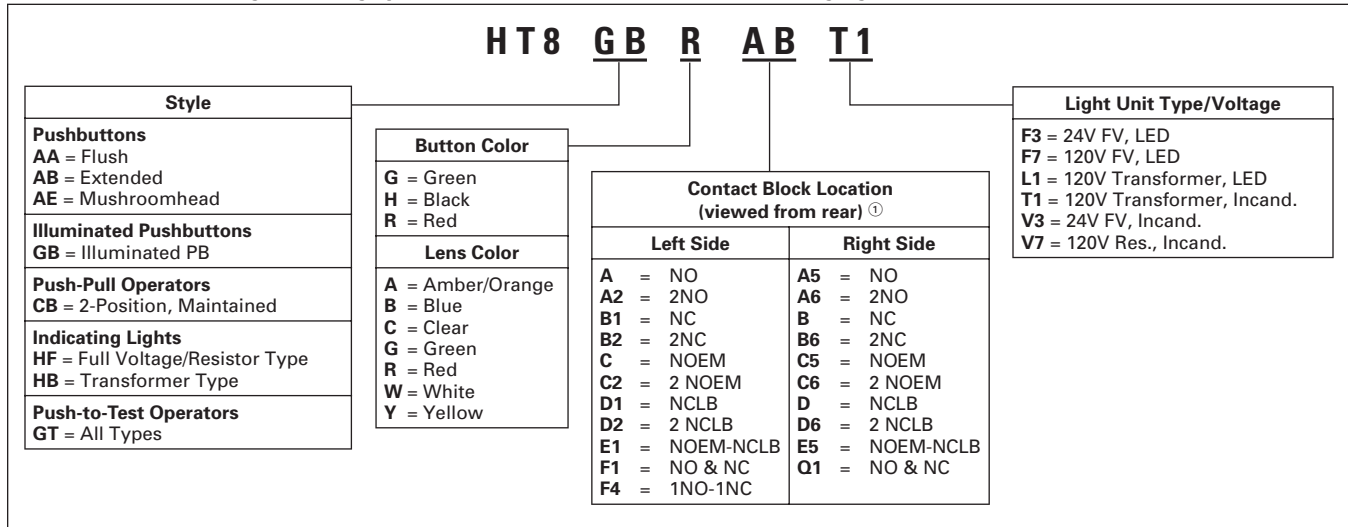 HT8 GB R AB T1
Style
Pushbuttons
AA = Flush
AB = Extended
AE = Mushroomhead
Illuminated Pushbuttons
GB = Illuminated PB
Push-Pull Operators
CB = 2-Position, Maintained
Indicating Lights
HF = Full Voltage/Resistor Type
HB = Transformer Type
Push-to-Test Operators
GT = All Types
Button Color
G = Green
H = Black
R = Red
Lens Color
A = Amber/Orange
B = Blue
C = Clear
G = Green
R = Red
W = White
Y = Yellow
Contact Block Location
(viewed from rear) ①
Left Side
A = NO
A2 = 2NO
B1 = NC
B2 = 2NC
C = NOEM
C2 = 2 NOEM
D1 = NCLB
D2 = 2 NCLB
E1 = NOEM-NCLB
F1 = NO & NC
F4 = 1NO-1NC
Right Side
A5 = NO
A6 = 2NO
B = NC
B6 = 2NC
C5 = NOEM
C6 = 2 NOEM
D = NCLB
D6 = 2 NCLB
E5 = NOEM-NCLB
Q1 = NO & NC
Light Unit Type/Voltage
F3 = 24V FV, LED
F7 = 120V FV, LED
L1 = 120V Transformer, LED
T1 = 120V Transformer, Incand.
V3 = 24V FV, Incand.
V7 = 120V Res., Incand.